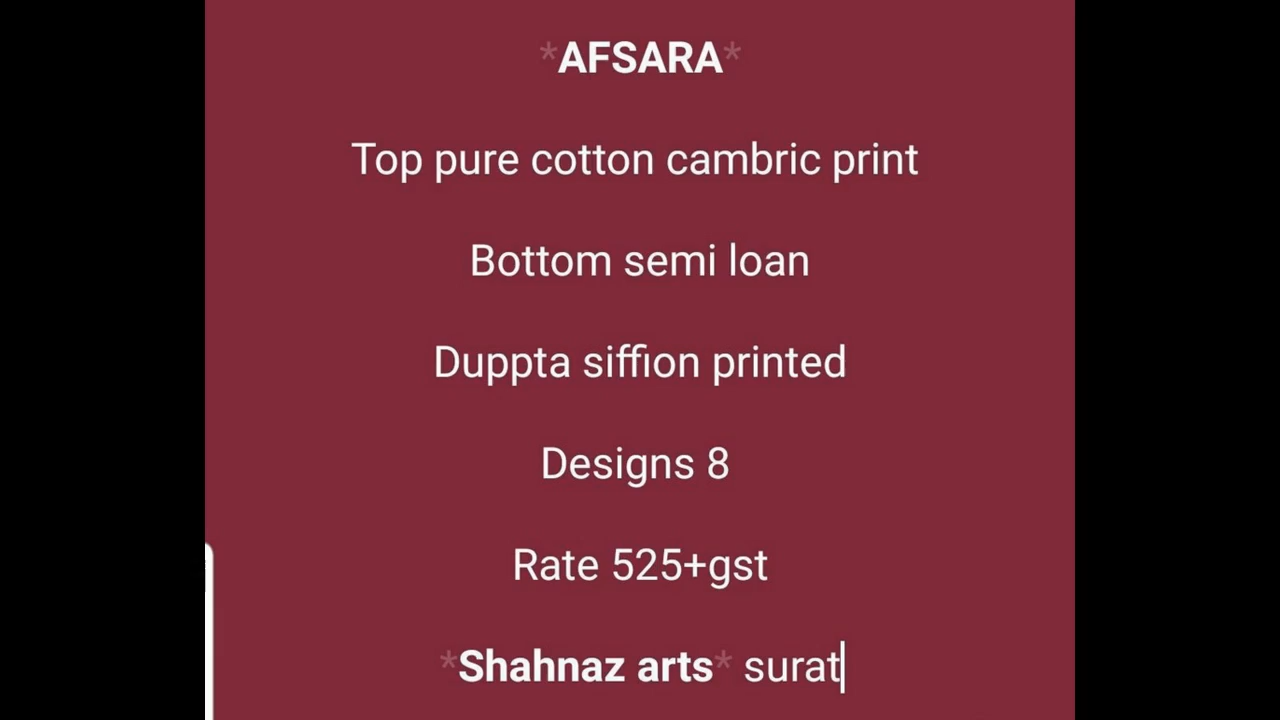 *AFSARA*
Top pure cotton cambric print
Bottom semi loan
Duppta siffion printed
Designs 8
Rate 525+gst
*Shahnaz arts* surat